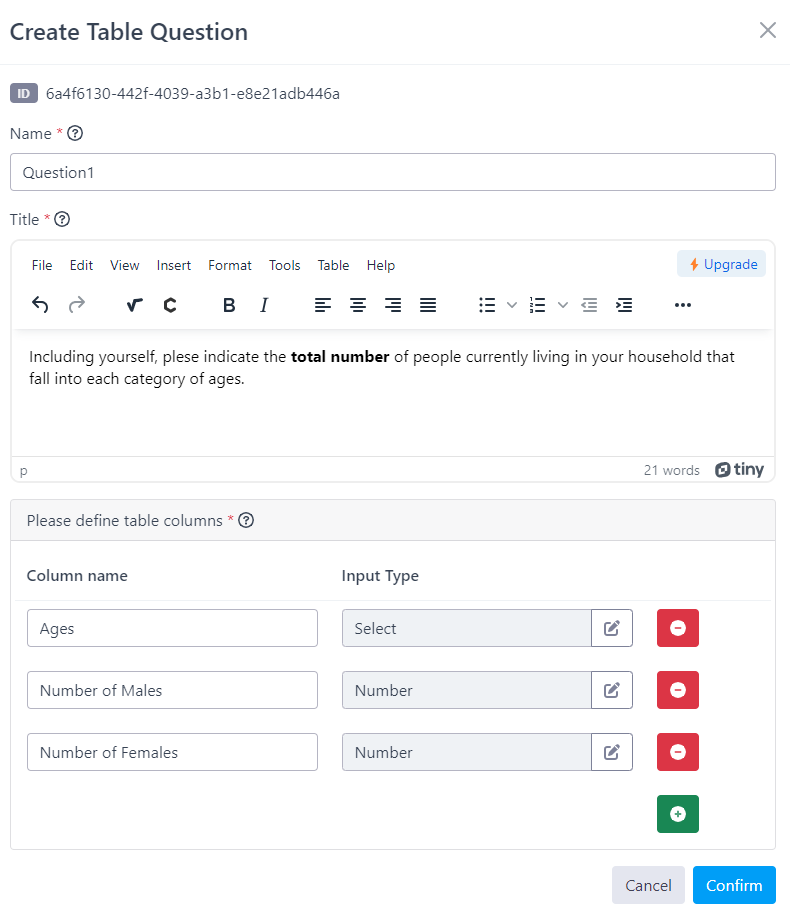 Create Table Question
ID 6a4f6130-442f-4039-a3b1-e8e21adb446a
Name *
Question1
Title *
File Edit View Insert Format Tools Table Help Upgrade
B I
Including yourself, plese indicate the total number of people currently living in your household that
fall into each category of ages.
p 21 words tiny
Please define table columns *
Column name Input Type
Ages Select
Number of Males Number
Number of Females Number
Cancel Confirm